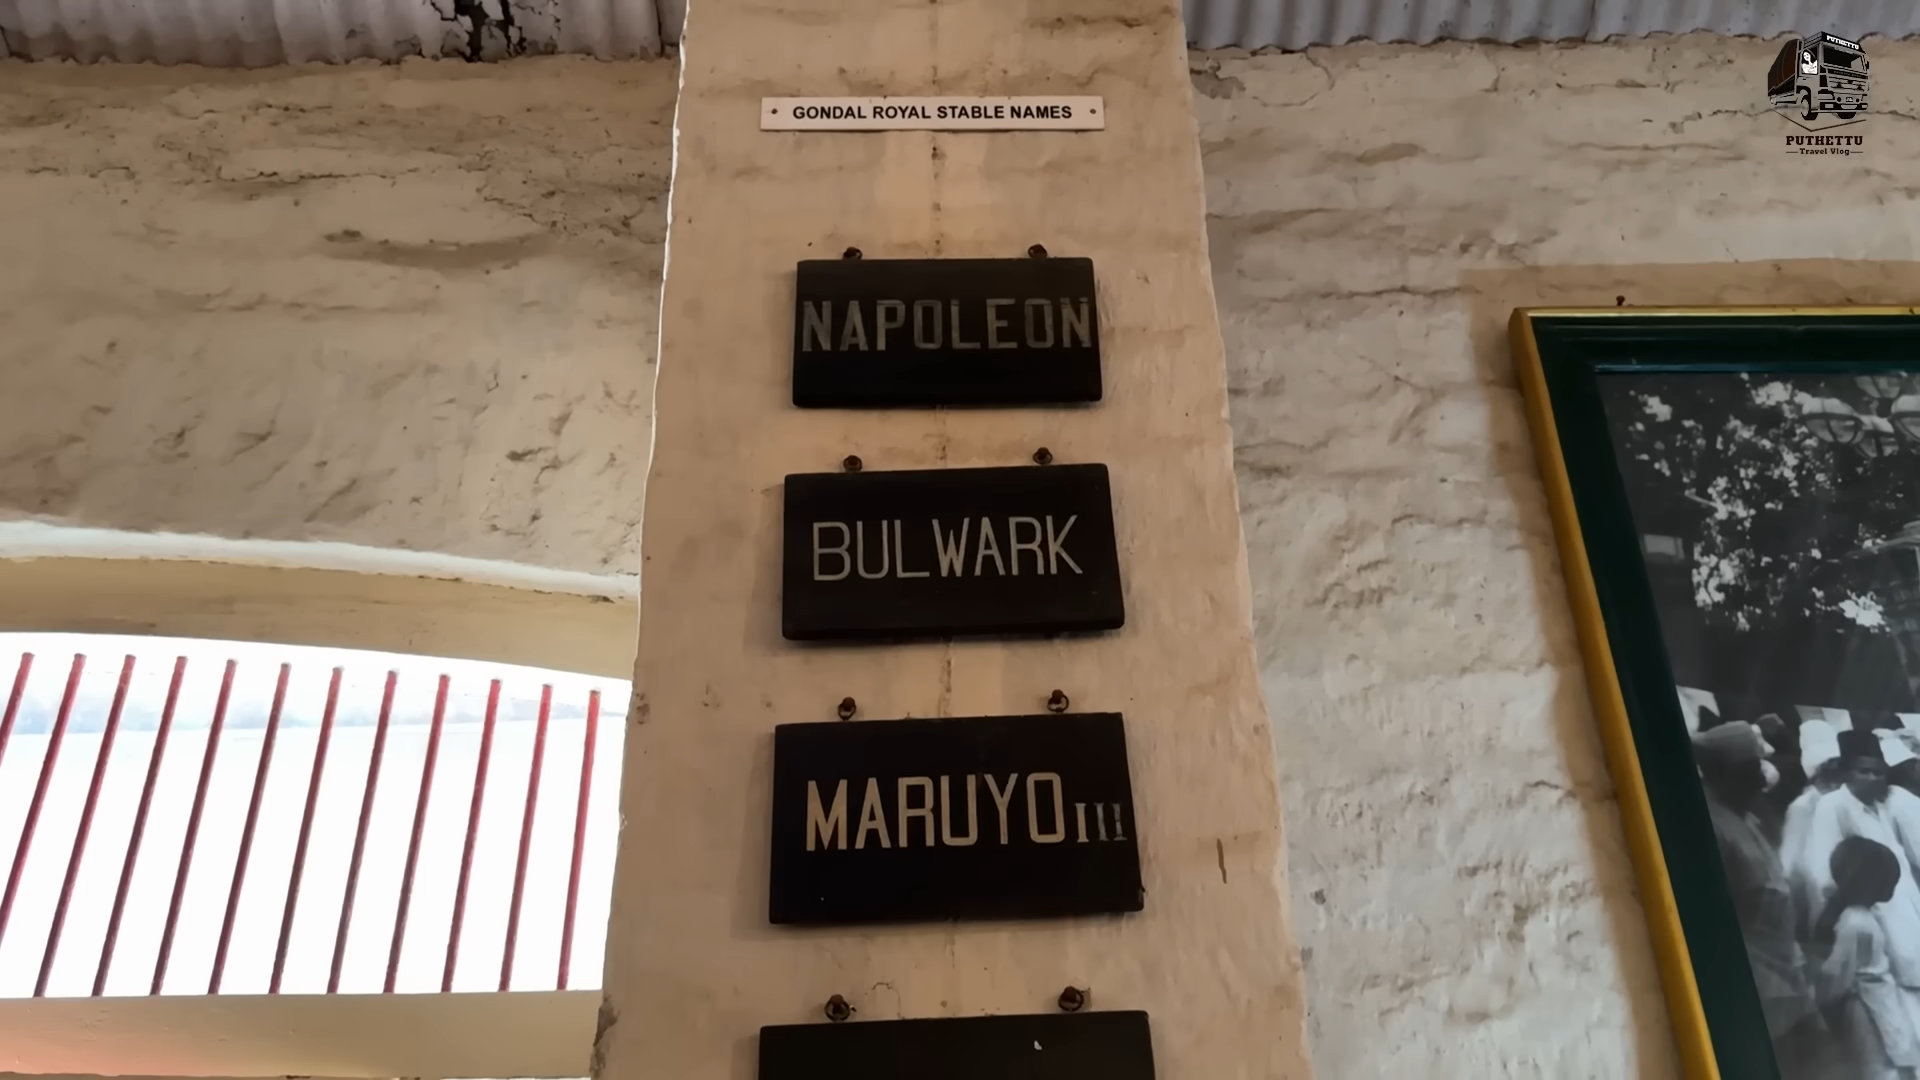 GONDAL ROYAL STABLE NAMES
NAPOLEON
BULWARK
MARUYO III
PUTHETTU
PUTHETTU
Travel Vlog